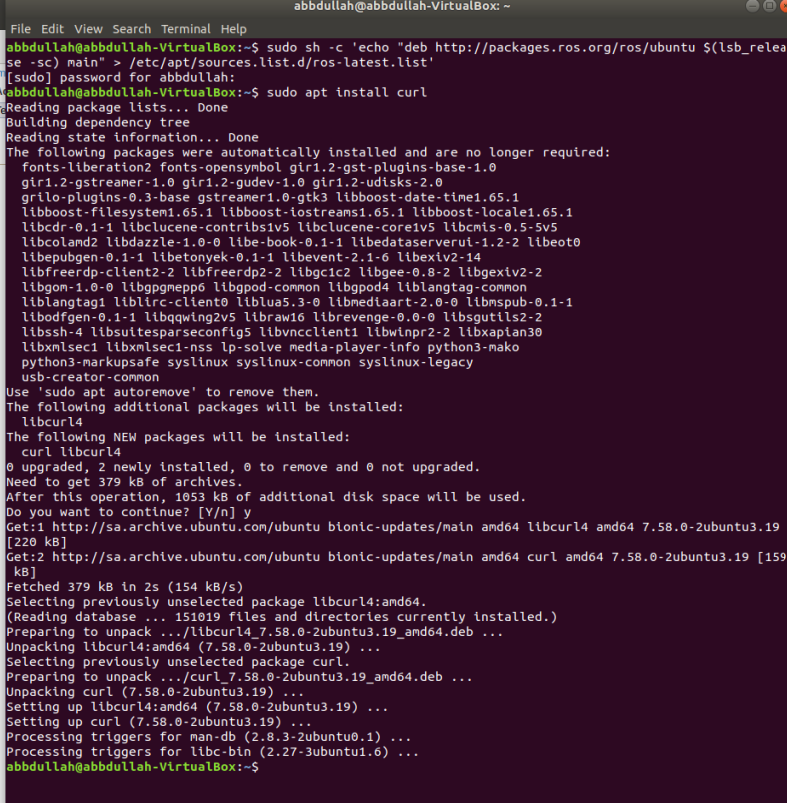 abbdullah@abbdullah-VirtualBox: ~
File Edit View Search Terminal Help
abbdullah@abbdullah-VirtualBox:~$ sudo sh -c 'echo "deb http://packages.ros.org/ros/ubuntu $(lsb_relea
se -sc) main" > /etc/apt/sources.list.d/ros-latest.list'
[sudo] password for abbdullah:
abbdullah@abbdullah-VirtualBox:~$ sudo apt install curl
Reading package lists... Done
Building dependency tree
Reading state information... Done
The following packages were automatically installed and are no longer required:
  fonts-liberation2 fonts-opensymbol gir1.2-gst-plugins-base-1.0
  gir1.2-gstreamer-1.0 gir1.2-gudev-1.0 gir1.2-udisks-2.0
  grilo-plugins-0.3-base gstreamer1.0-gtk3 libboost-date-time1.65.1
  libboost-filesystem1.65.1 libboost-iostreams1.65.1 libboost-locale1.65.1
  libcdr-0.1-1 libclucene-contribs1v5 libclucene-core1v5 libcmis-0.5-5v5
  libcolamd2 libdazzle-1.0-0 libe-book-0.1-1 libedataserverui-1.2-2 libeot0
  libepubgen-0.1-1 libetonyek-0.1-1 libevent-2.1-6 libexiv2-14
  libfreerdp-client2-2 libfreerdp2-2 libgc1c2 libgee-0.8-2 libgexiv2-2
  libgom-1.0-0 libgpgmepp6 libgpod-common libgpod4 liblangtag-common
  liblangtag1 liblirc-client0 liblua5.3-0 libmediaart-2.0-0 libmspub-0.1-1
  libodfgen-0.1-1 libqqwing2v5 libraw16 librevenge-0.0-0 libsgutils2-2
  libssh-4 libsuitesparseconfig5 libvncclient1 libwinpr2-2 libxapian30
  libxmlsec1 libxmlsec1-nss lp-solve media-player-info python3-mako
  python3-markupsafe syslinux syslinux-common syslinux-legacy
  usb-creator-common
Use 'sudo apt autoremove' to remove them.
The following additional packages will be installed:
  libcurl4
The following NEW packages will be installed:
  curl libcurl4
0 upgraded, 2 newly installed, 0 to remove and 0 not upgraded.
Need to get 379 kB of archives.
After this operation, 1053 kB of additional disk space will be used.
Do you want to continue? [Y/n] y
Get:1 http://sa.archive.ubuntu.com/ubuntu bionic-updates/main amd64 libcurl4 amd64 7.58.0-2ubuntu3.19
[220 kB]
Get:2 http://sa.archive.ubuntu.com/ubuntu bionic-updates/main amd64 curl amd64 7.58.0-2ubuntu3.19 [159
 kB]
Fetched 379 kB in 2s (154 kB/s)
Selecting previously unselected package libcurl4:amd64.
(Reading database ... 151019 files and directories currently installed.)
Preparing to unpack .../libcurl4_7.58.0-2ubuntu3.19_amd64.deb ...
Unpacking libcurl4:amd64 (7.58.0-2ubuntu3.19) ...
Selecting previously unselected package curl.
Preparing to unpack .../curl_7.58.0-2ubuntu3.19_amd64.deb ...
Unpacking curl (7.58.0-2ubuntu3.19) ...
Setting up libcurl4:amd64 (7.58.0-2ubuntu3.19) ...
Setting up curl (7.58.0-2ubuntu3.19) ...
Processing triggers for man-db (2.8.3-2ubuntu0.1) ...
Processing triggers for libc-bin (2.27-3ubuntu1.6) ...
abbdullah@abbdullah-VirtualBox:~$